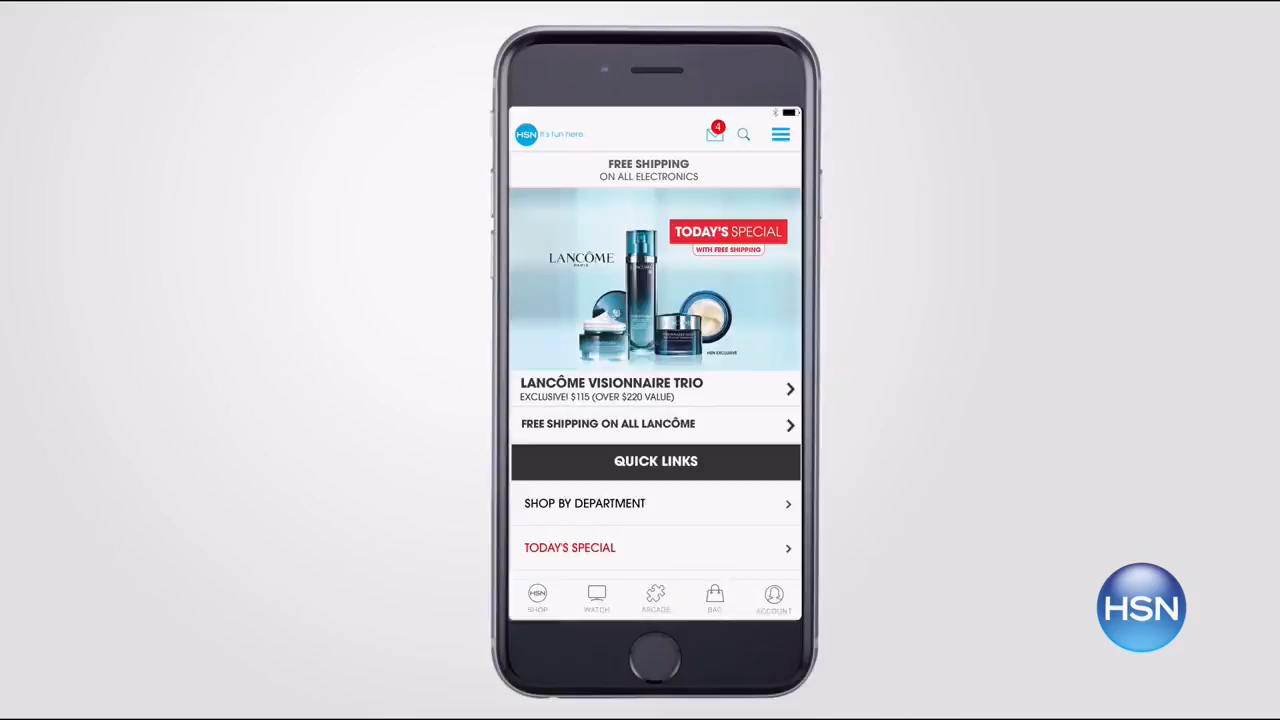 HSN it's fun here.
4
FREE SHIPPING
ON ALL ELECTRONICS
TODAY'S SPECIAL
WITH FREE SHIPPING
LANCÔME
PARIS
HSN EXCLUSIVE
LANCÔME VISIONNAIRE TRIO
EXCLUSIVE! $115 (OVER $220 VALUE)
FREE SHIPPING ON ALL LANCÔME
QUICK LINKS
SHOP BY DEPARTMENT
TODAY'S SPECIAL
HSN
SHOP WATCH ARCADE BAG ACCOUNT
HSN